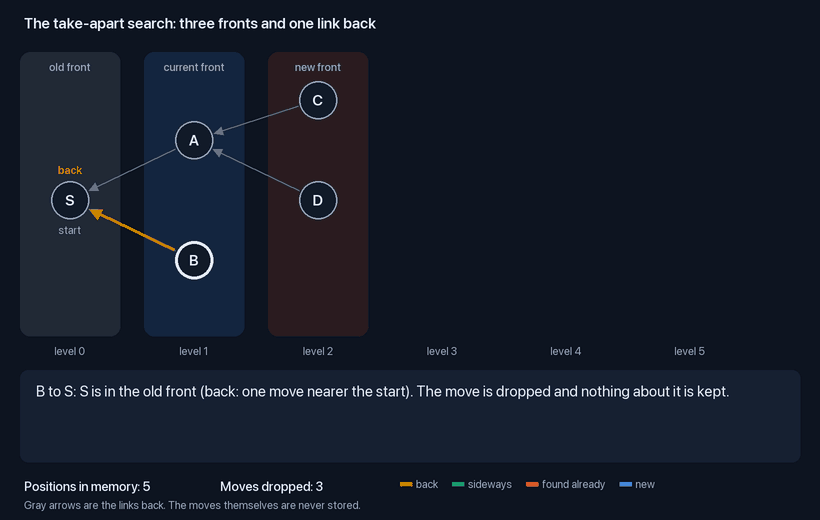 The take-apart search: three fronts and one link back
old front
current front
new front
C
A
back
S
D
start
B
level 0
level 1
level 2
level 3
level 4
level 5
B to S: S is in the old front (back: one move nearer the start). The move is dropped and nothing about it is kept.
Positions in memory: 5
Moves dropped: 3
back
sideways
found already
new
Gray arrows are the links back. The moves themselves are never stored.